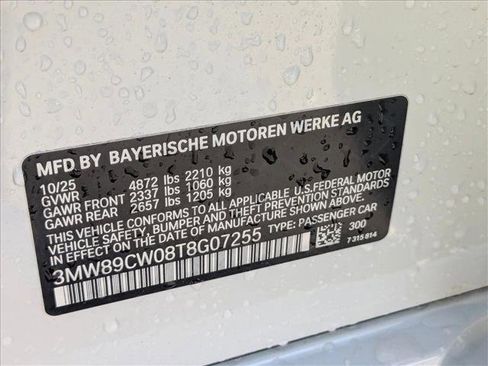 MFD BY BAYERISCHE MOTOREN WERKE AG
10/25
GVWR 4872 lbs 2210 kg
GAWR FRONT 2337 lbs 1060 kg
GAWR REAR 2657 lbs 1205 kg
THIS VEHICLE CONFORMS TO ALL APPLICABLE U.S.FEDERAL MOTOR
VEHICLE SAFETY, BUMPER, AND THEFT PREVENTION STANDARDS
IN EFFECT ON THE DATE OF MANUFACTURE SHOWN ABOVE.
3MW89CW08T8G07255 TYPE: PASSENGER CAR
300
7 315 814